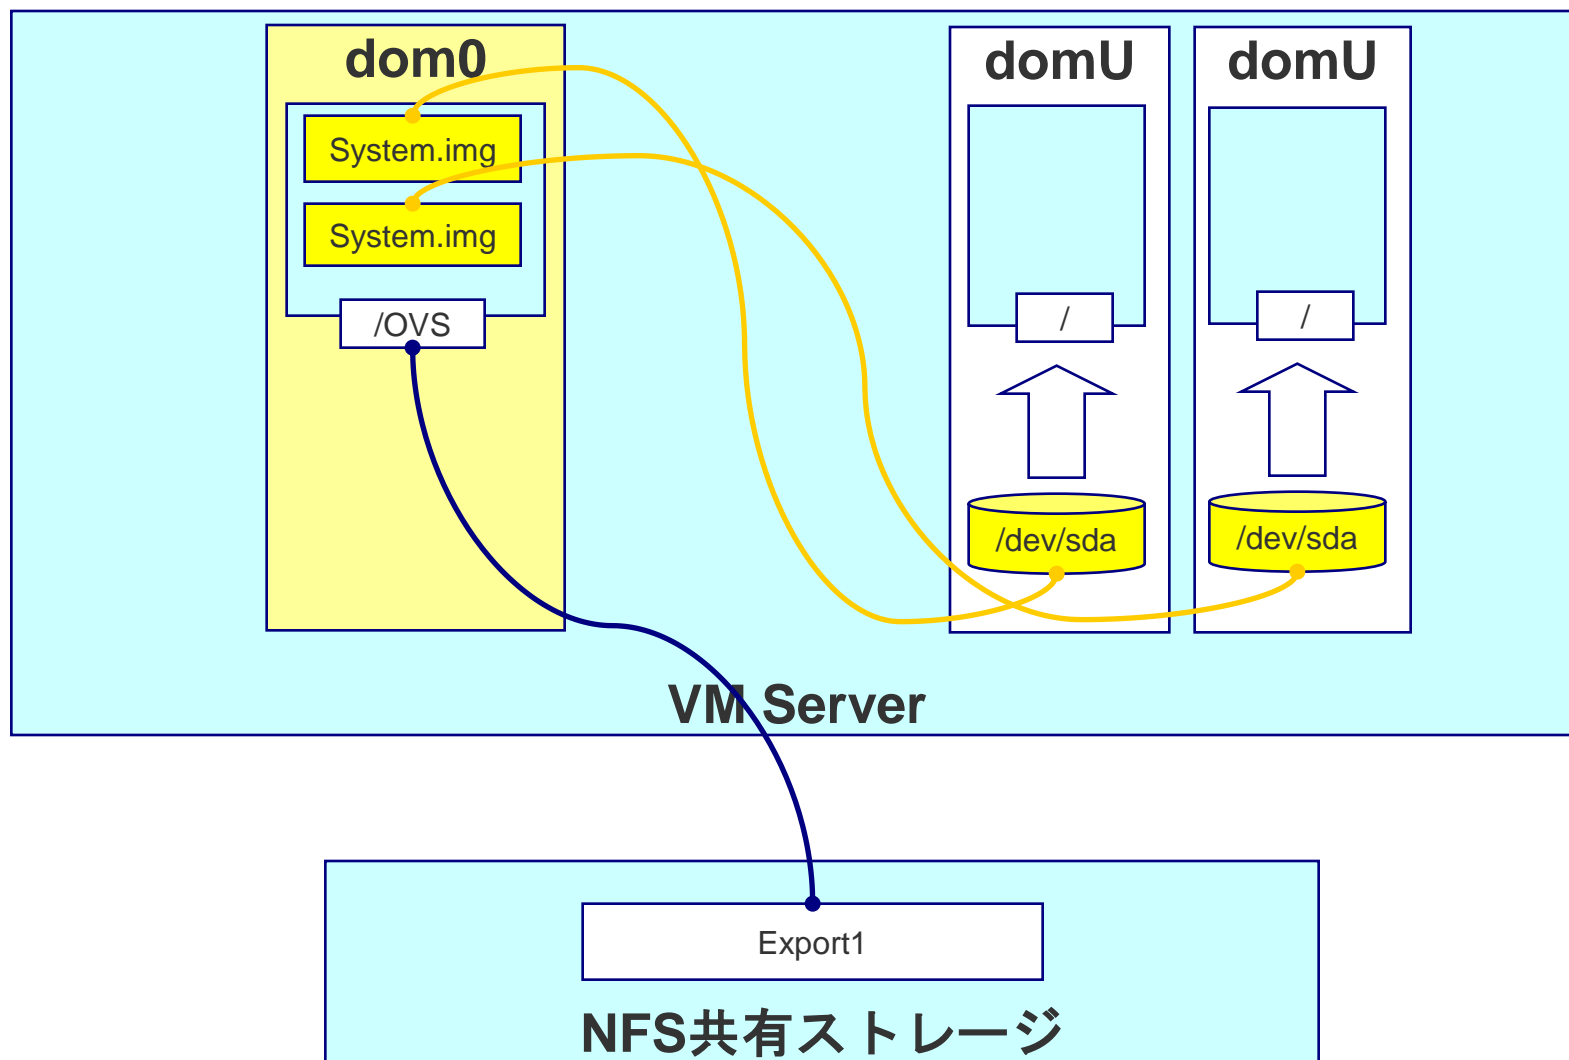 dom0
System.img
System.img
/OVS
domU
/
/dev/sda
domU
/
/dev/sda
VM Server
Export1
NFS共有ストレージ